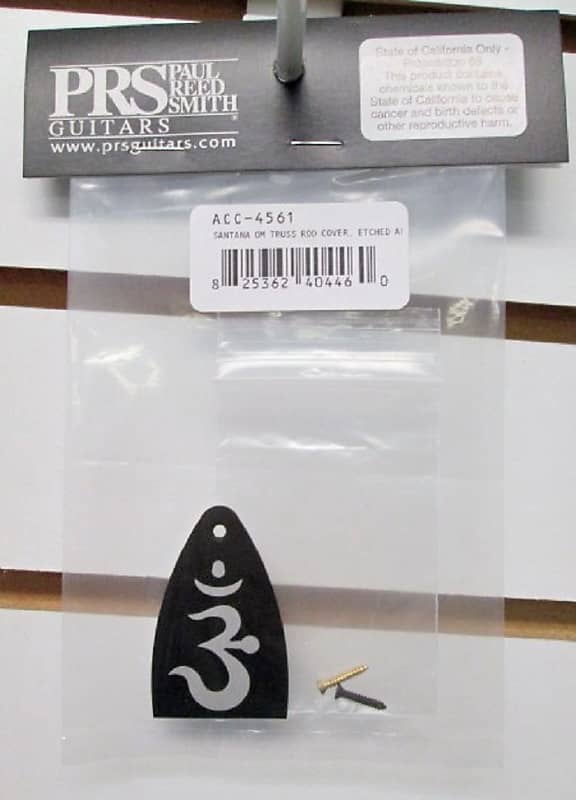 PRS PAUL REED SMITH
GUITARS
www.prsguitars.com
State of California Only -
Proposition 65
This product contains
chemicals known to the
State of California to cause
cancer and birth defects or
other reproductive harm.
ACC-4561
SANTANA OM TRUSS ROD COVER, ETCHED A
8 25362 40446 0
ॐ